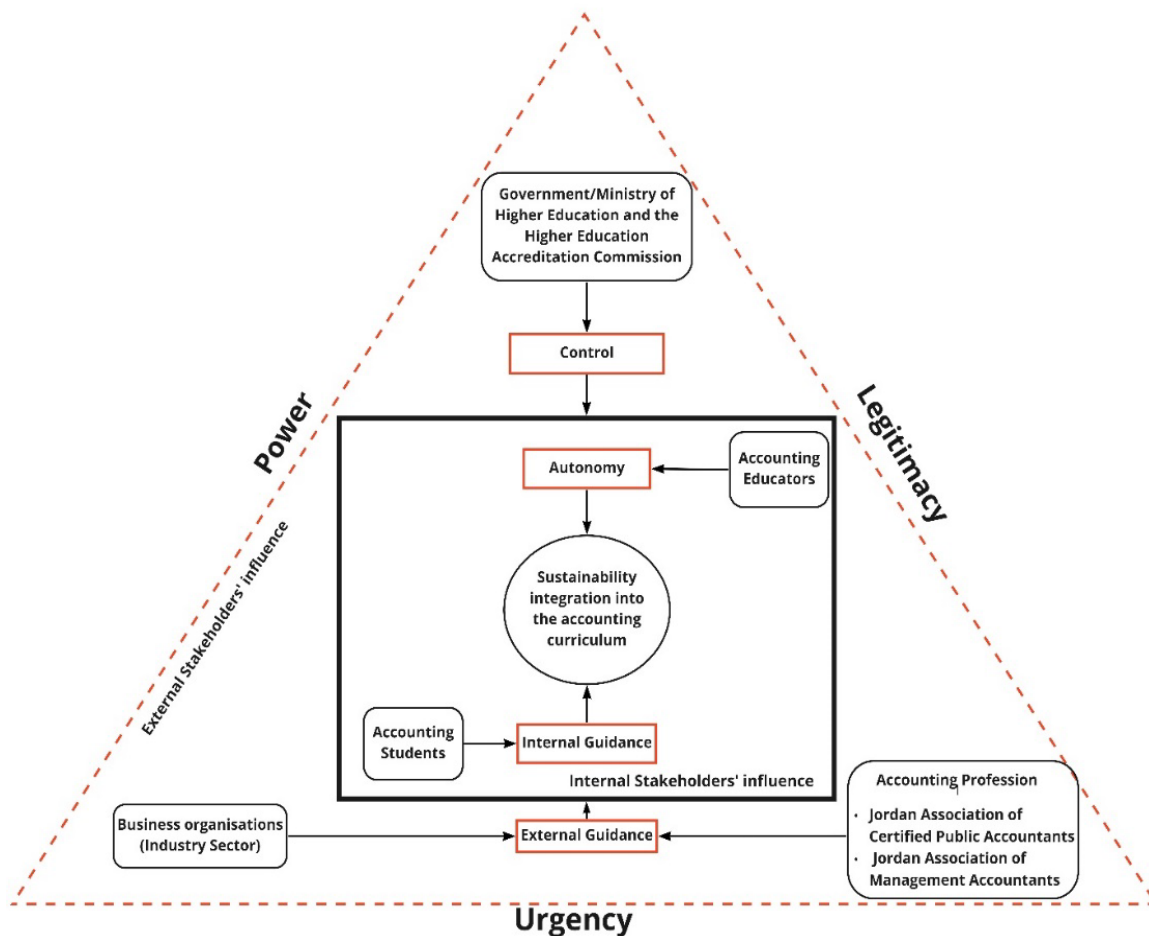 Government/Ministry of
Higher Education and the
Higher Education
Accreditation Commission
Control
Power
Legitimacy
External Stakeholders' influence
Autonomy
Accounting
Educators
Sustainability
integration into
the accounting
curriculum
Accounting
Students
Internal Guidance
Internal Stakeholders' influence
Business organisations
(Industry Sector)
External Guidance
Accounting Profession
· Jordan Association of
Certified Public Accountants
· Jordan Association of
Management Accountants
Urgency